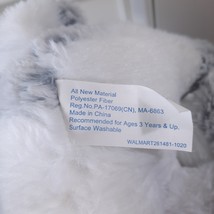 All New Material
Polyester Fiber
Reg.No.PA-17069(CN), MA-6863
Made in China
Recommended for Ages 3 Years & Up.
Surface Washable
WALMART261481-1020